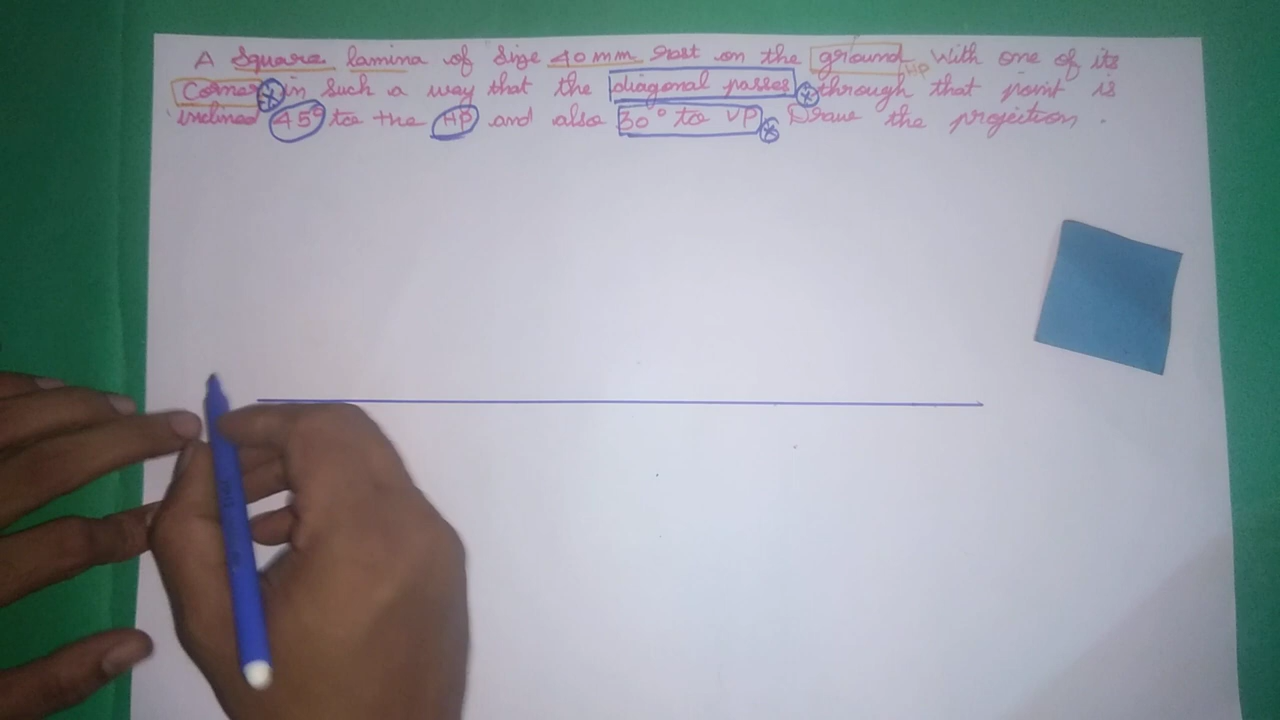 A Square lamina of Size 40 mm rest on the ground HP With one of its
Corner in Such a way that the diagonal passes through that point is
inclined 45° to the HP and also 30° to VP. Draw the projection.